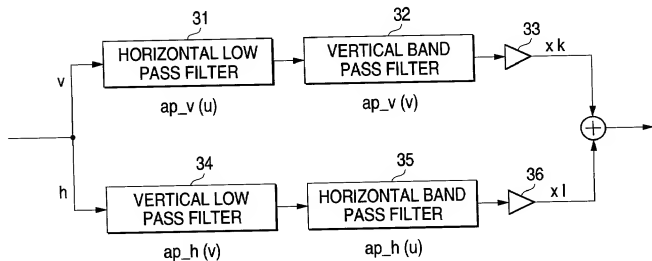 31
HORIZONTAL LOW
PASS FILTER
ap_v (u)
32
VERTICAL BAND
PASS FILTER
ap_v (v)
33
x k
v
h
34
VERTICAL LOW
PASS FILTER
ap_h (v)
35
HORIZONTAL BAND
PASS FILTER
ap_h (u)
36
x l